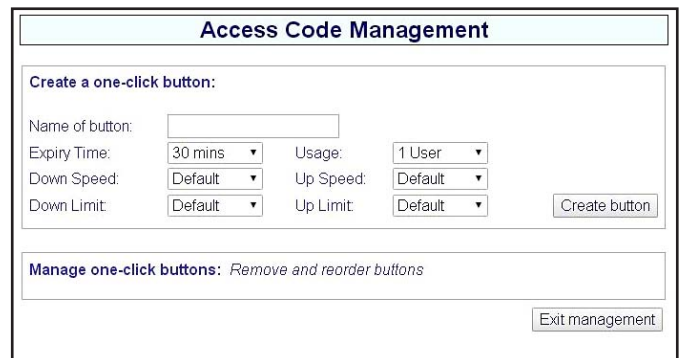 Access Code Management
Create a one-click button:
Name of button:
Expiry Time: 30 mins Usage: 1 User
Down Speed: Default Up Speed: Default
Down Limit: Default Up Limit: Default Create button
Manage one-click buttons: Remove and reorder buttons
Exit management